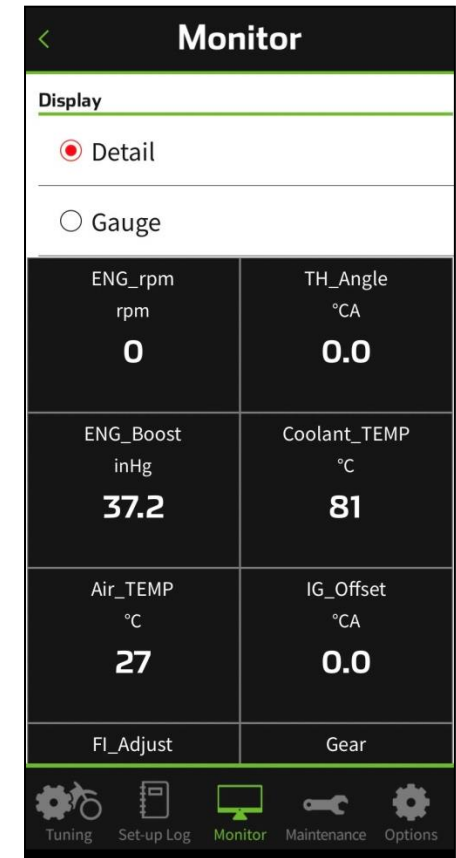 Monitor
Display
Detail
Gauge
ENG_rpm
rpm
0
TH_Angle
°CA
0.0
ENG_Boost
inHg
37.2
Coolant_TEMP
°C
81
Air_TEMP
°C
27
IG_Offset
°CA
0.0
FI_Adjust
Gear
Tuning
Set-up Log
Monitor
Maintenance
Options